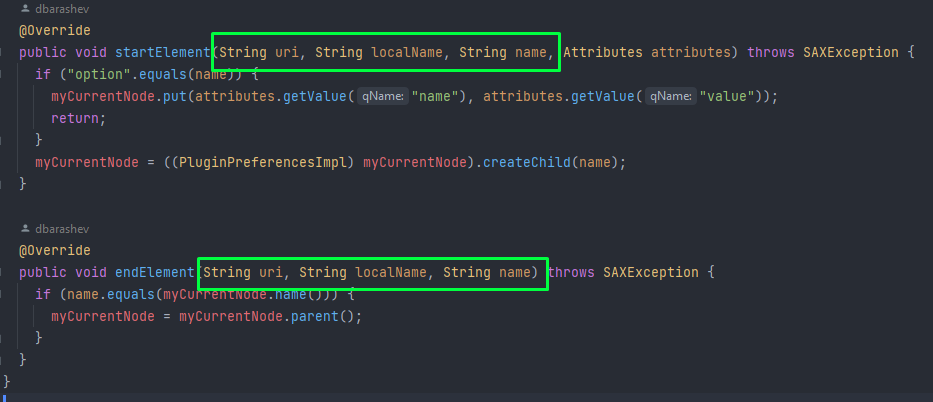 dbarashev
@Override
public void startElement(String uri, String localName, String name, Attributes attributes) throws SAXException {
if ("option".equals(name)) {
myCurrentNode.put(attributes.getValue( qName: "name"), attributes.getValue( qName: "value"));
return;
}
myCurrentNode = ((PluginPreferencesImpl) myCurrentNode).createChild(name);
}
dbarashev
@Override
public void endElement(String uri, String localName, String name) throws SAXException {
if (name.equals(myCurrentNode.name())) {
myCurrentNode = myCurrentNode.parent();
}
}
}